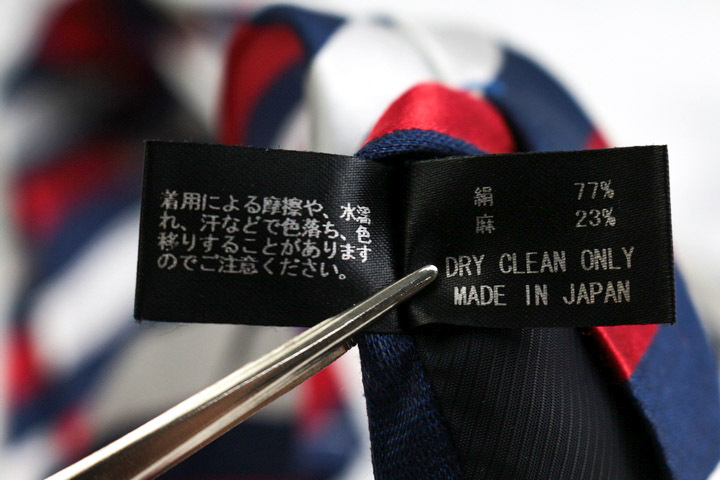 着用による摩擦や、水濡
れ、汗などで色落ち、色
移りすることがあります
のでご注意ください。
絹 77%
麻 23%
DRY CLEAN ONLY
MADE IN JAPAN